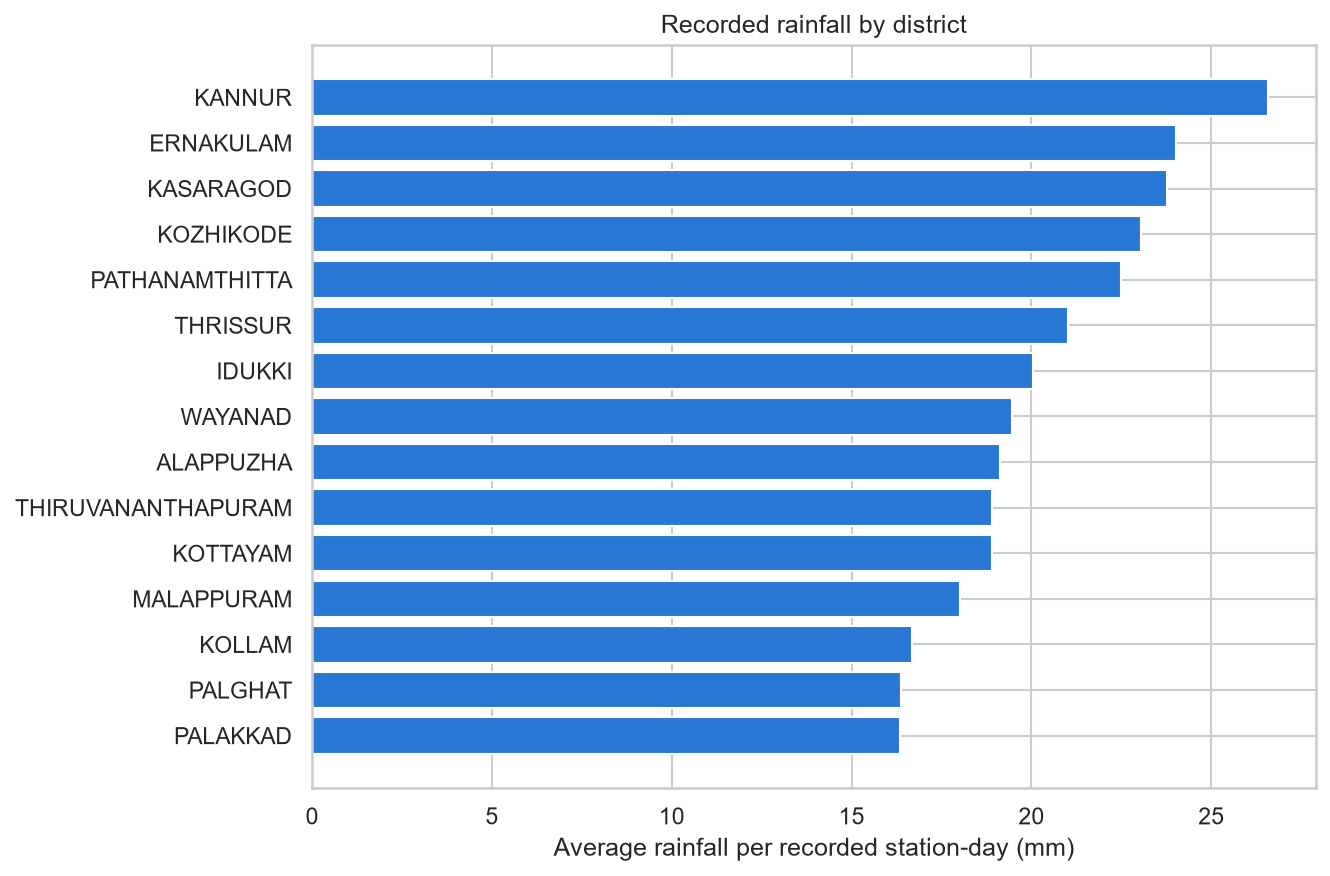 Recorded rainfall by district
KANNUR
ERNAKULAM
KASARAGOD
KOZHIKODE
PATHANAMTHITTA
THRISSUR
IDUKKI
WAYANAD
ALAPPUZHA
THIRUVANANTHAPURAM
KOTTAYAM
MALAPPURAM
KOLLAM
PALGHAT
PALAKKAD
0 5 10 15 20 25
Average rainfall per recorded station-day (mm)